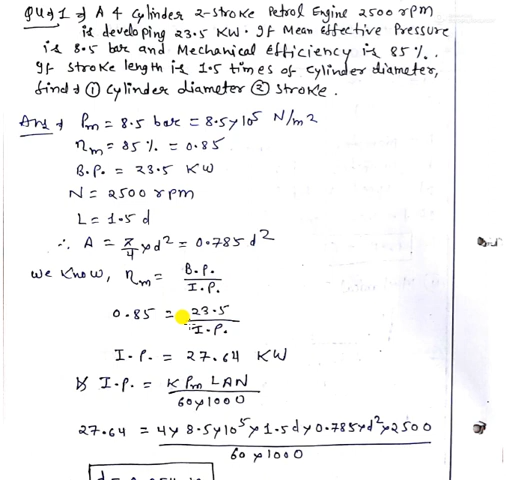 QU→1 → A 4 cylinder 2-stroke Petrol Engine 2500 rpm
is developing 23.5 KW. If Mean Effective Pressure
is 8.5 bar and Mechanical Efficiency is 85%.
If stroke length is 1.5 times of cylinder diameter,
find → ① cylinder diameter ② stroke.
Ans → Pm = 8.5 bar = 8.5×10⁵ N/m2
ηm = 85% = 0.85
B.P. = 23.5 KW
N = 2500 rpm
L = 1.5 d
∴ A = π/4 × d² = 0.785 d²
we know, ηm = B.P. / I.P.
0.85 = 23.5 / I.P.
I.P. = 27.64 KW
I.P. = K Pm LAN / 60×1000
27.64 = 4 × 8.5×10⁵ × 1.5d × 0.785×d² × 2500 / 60×1000